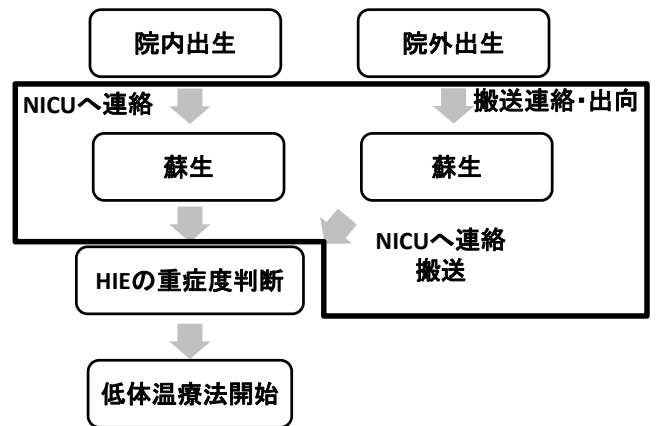 院内出生
院外出生
NICUへ連絡
搬送連絡・出向
蘇生
蘇生
NICUへ連絡
搬送
HIEの重症度判断
低体温療法開始